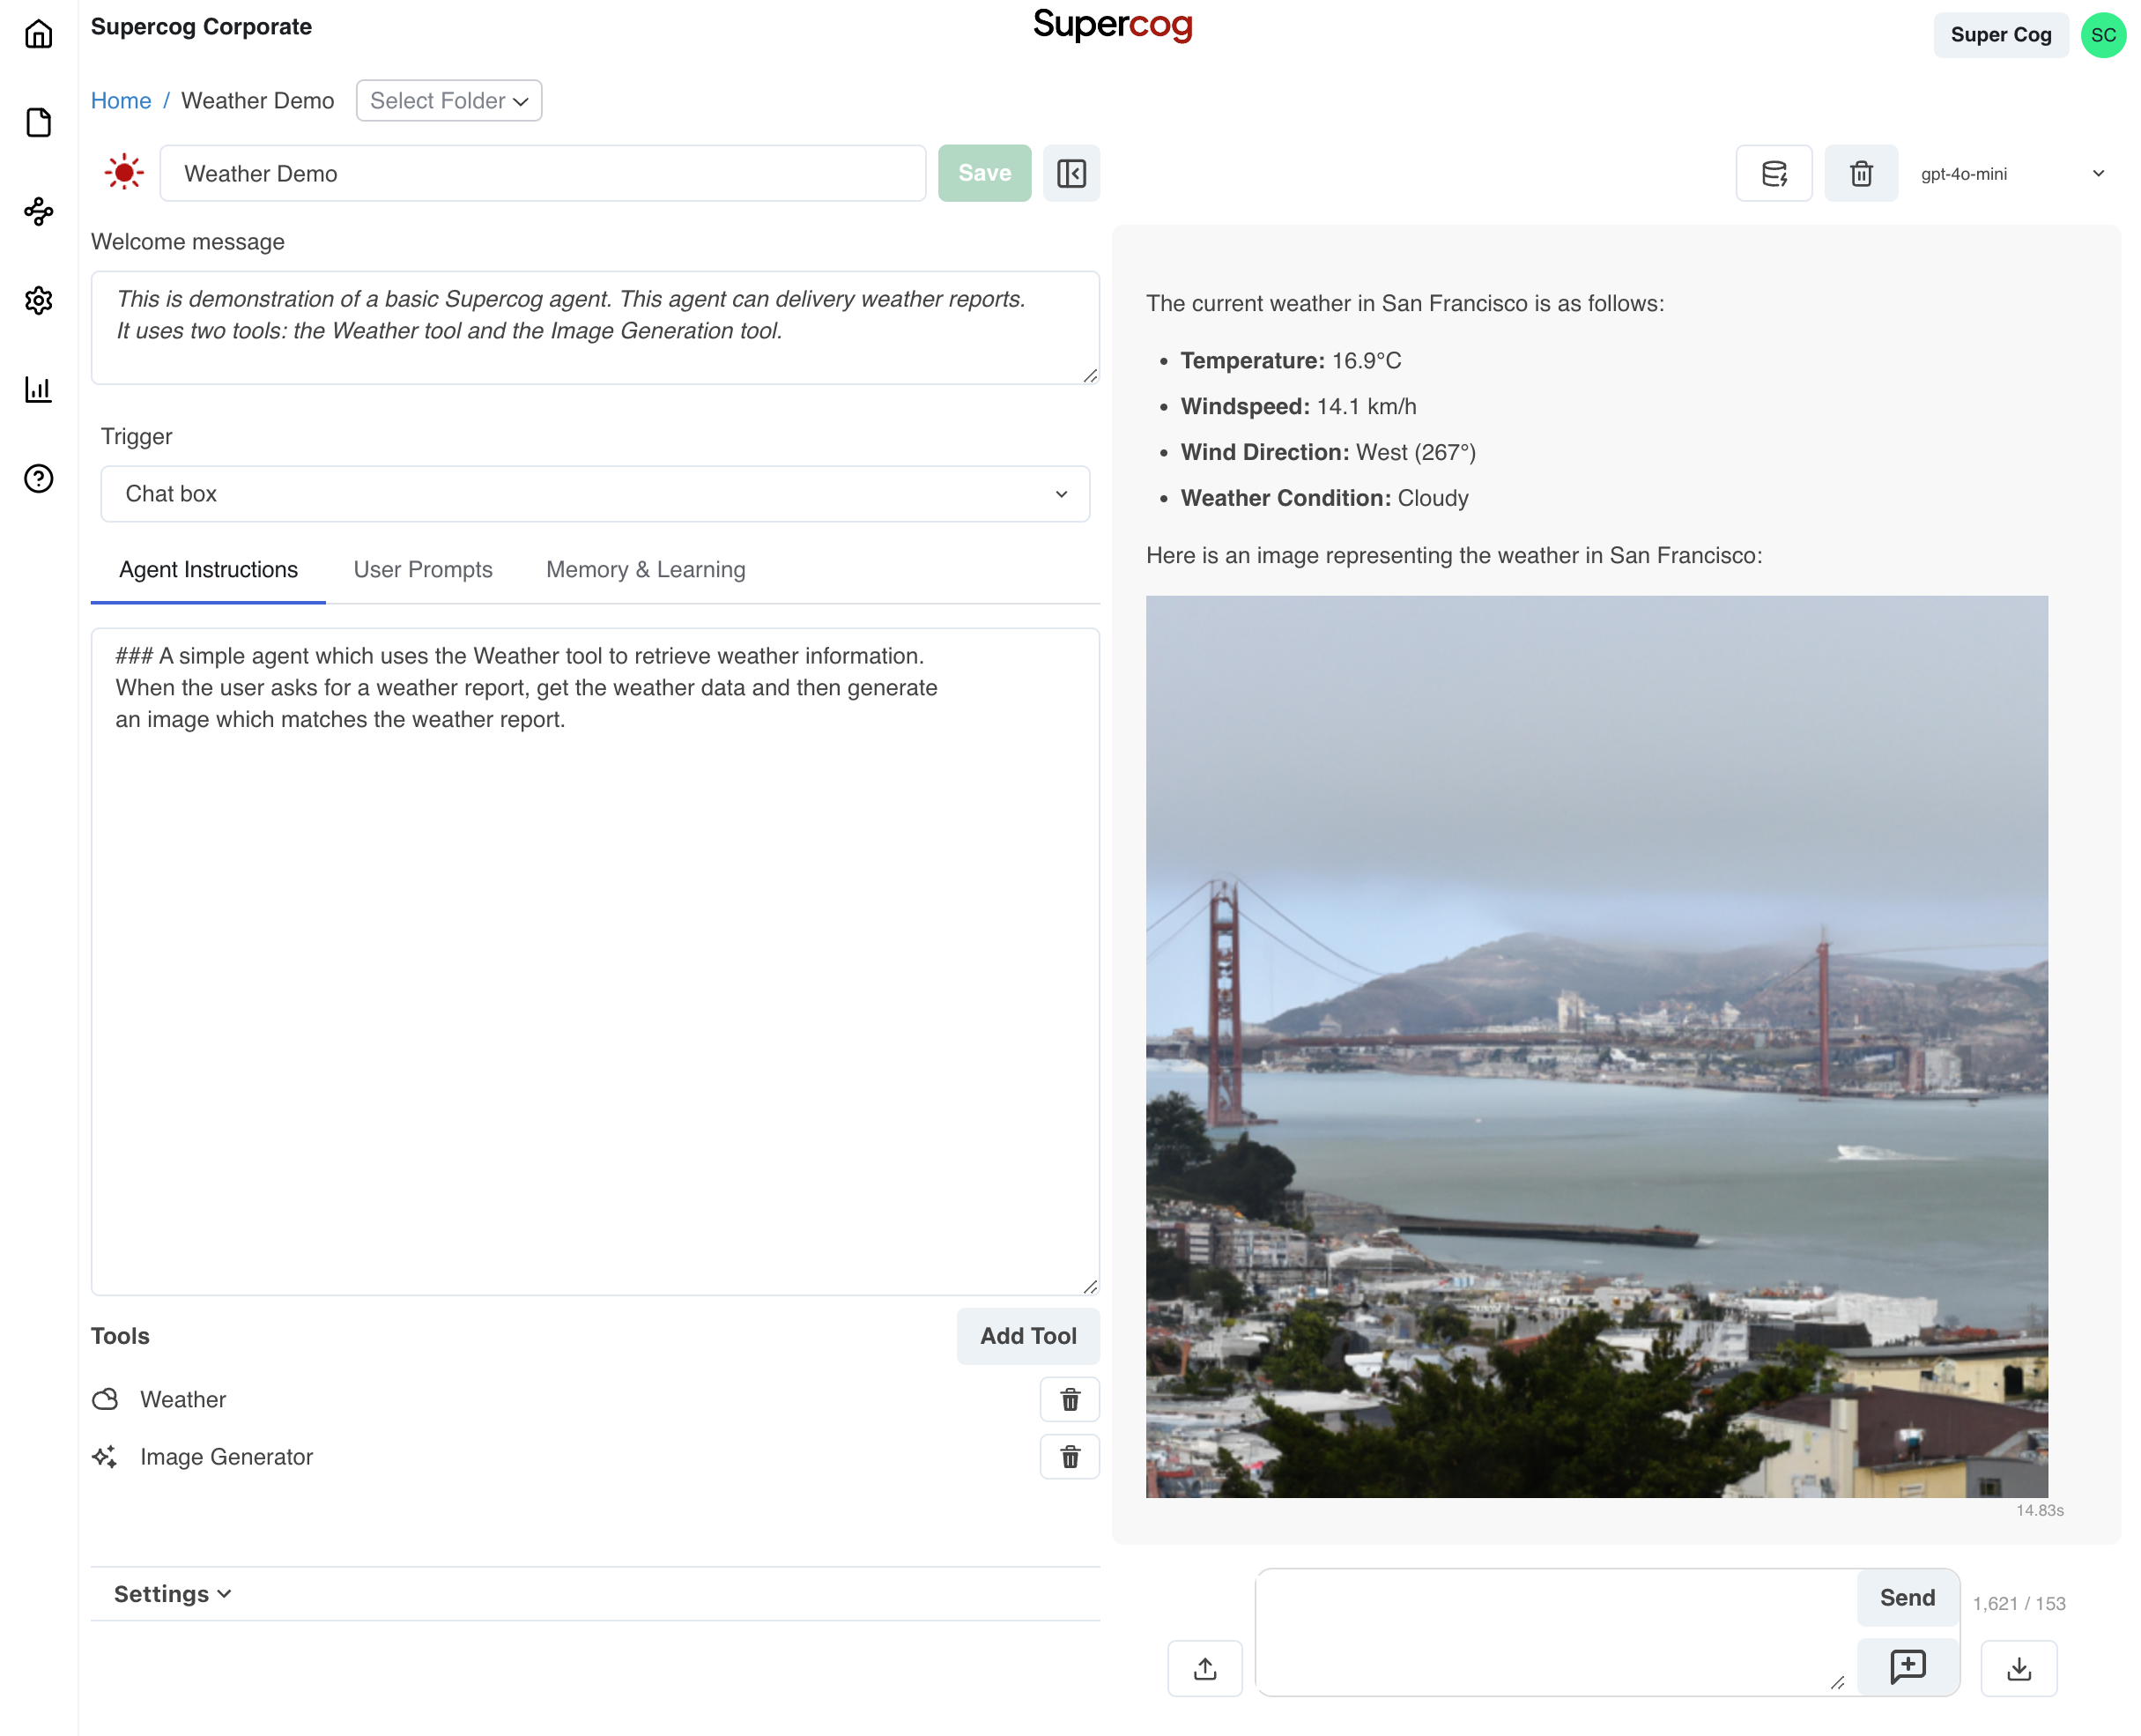 Supercog Corporate
Supercog
Super Cog
SC
Home / Weather Demo
Select Folder
Weather Demo
Save
gpt-4o-mini
Welcome message
This is demonstration of a basic Supercog agent. This agent can delivery weather reports.
It uses two tools: the Weather tool and the Image Generation tool.
Trigger
Chat box
Agent Instructions
User Prompts
Memory & Learning
### A simple agent which uses the Weather tool to retrieve weather information.
When the user asks for a weather report, get the weather data and then generate
an image which matches the weather report.
Tools
Add Tool
Weather
Image Generator
Settings
The current weather in San Francisco is as follows:
• Temperature: 16.9°C
• Windspeed: 14.1 km/h
• Wind Direction: West (267°)
• Weather Condition: Cloudy
Here is an image representing the weather in San Francisco:
14.83s
Send
1,621 / 153